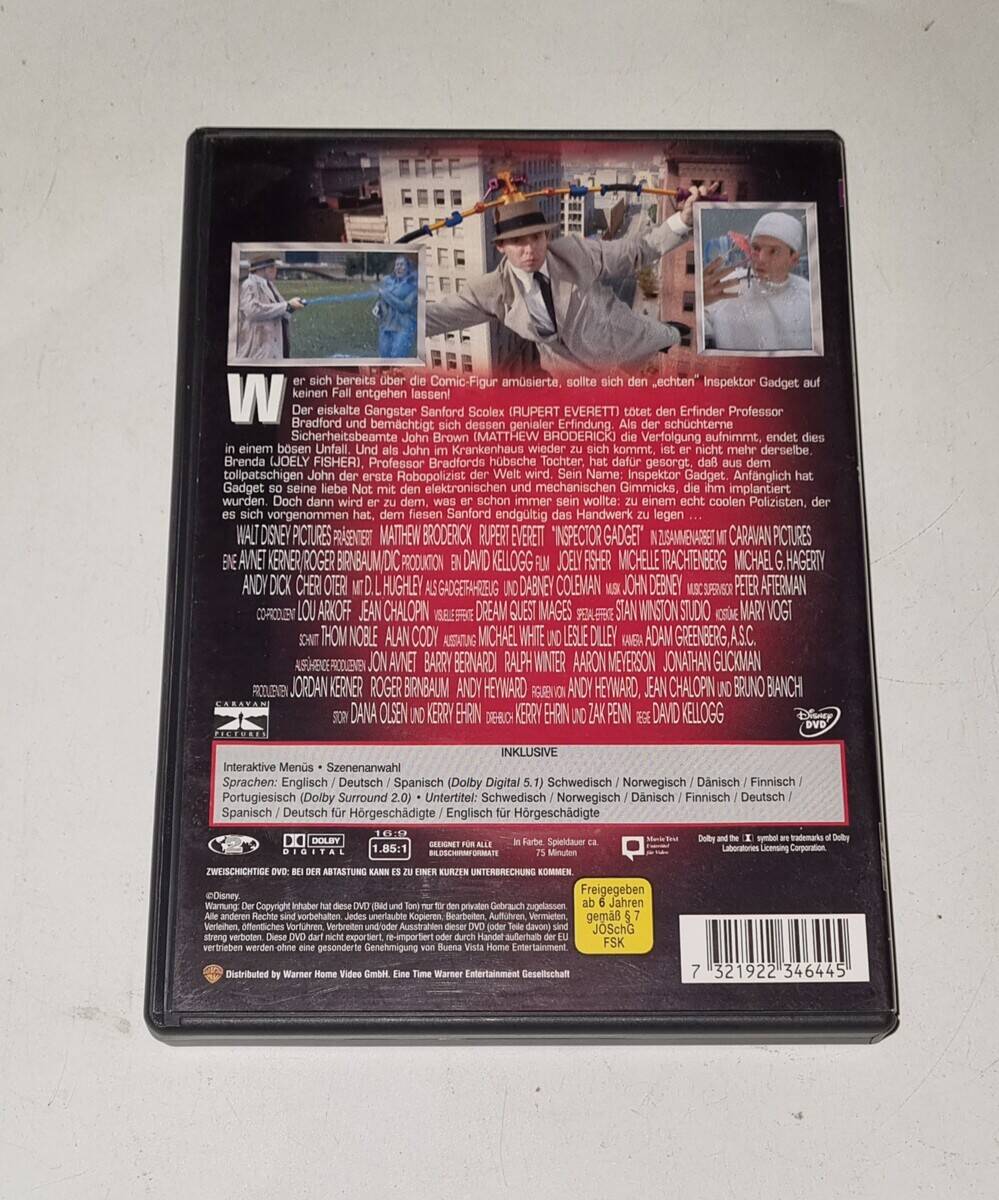 Wer sich bereits über die Comic-Figur amüsierte, sollte sich den „echten" Inspektor Gadget auf
keinen Fall entgehen lassen!
Der eiskalte Gangster Sanford Scolex (RUPERT EVERETT) tötet den Erfinder Professor
Bradford und bemächtigt sich dessen genialer Erfindung. Als der schüchterne
Sicherheitsbeamte John Brown (MATTHEW BRODERICK) die Verfolgung aufnimmt, endet dies
in einem bösen Unfall. Und als John im Krankenhaus wieder zu sich kommt, ist er nicht mehr derselbe.
Brenda (JOELY FISHER), Professor Bradfords hübsche Tochter, hat dafür gesorgt, daß aus dem
tollpatschigen John der erste Robopolizist der Welt wird. Sein Name: Inspektor Gadget. Anfänglich hat
Gadget so seine liebe Not mit den elektronischen und mechanischen Gimmicks, die ihm implantiert
wurden. Doch dann wird er zu dem, was er schon immer sein wollte: zu einem echt coolen Polizisten, der
es sich vorgenommen hat, dem fiesen Sanford endgültig das Handwerk zu legen ...
WALT DISNEY PICTURES PRÄSENTIERT MATTHEW BRODERICK RUPERT EVERETT "INSPECTOR GADGET" IN ZUSAMMENARBEIT MIT CARAVAN PICTURES
EINE AVNET KERNER/ROGER BIRNBAUM/DIC PRODUKTION EIN DAVID KELLOGG FILM JOELY FISHER MICHELLE TRACHTENBERG MICHAEL G. HAGERTY
ANDY DICK CHERI OTERI MIT D. L. HUGHLEY ALS GADGETFAHRZEUG UND DABNEY COLEMAN MUSIK JOHN DEBNEY MUSIC SUPERVISOR PETER AFTERMAN
CO-PRODUZENT LOU ARKOFF JEAN CHALOPIN VISUELLE EFFEKTE DREAM QUEST IMAGES SPEZIAL-EFFEKTE STAN WINSTON STUDIO KOSTÜME MARY VOGT
SCHNITT THOM NOBLE ALAN CODY AUSSTATTUNG MICHAEL WHITE UND LESLIE DILLEY KAMERA ADAM GREENBERG, A.S.C.
AUSFÜHRENDE PRODUZENTEN JON AVNET BARRY BERNARDI RALPH WINTER AARON MEYERSON JONATHAN GLICKMAN
PRODUZENTEN JORDAN KERNER ROGER BIRNBAUM ANDY HEYWARD FIGUREN VON ANDY HEYWARD, JEAN CHALOPIN UND BRUNO BIANCHI
STORY DANA OLSEN UND KERRY EHRIN DREHBUCH KERRY EHRIN UND ZAK PENN REGIE DAVID KELLOGG
CARAVAN
PICTURES
DISNEY
DVD
INKLUSIVE
Interaktive Menüs • Szenenanwahl
Sprachen: Englisch / Deutsch / Spanisch (Dolby Digital 5.1) Schwedisch / Norwegisch / Dänisch / Finnisch /
Portugiesisch (Dolby Surround 2.0) • Untertitel: Schwedisch / Norwegisch / Dänisch / Finnisch / Deutsch /
Spanisch / Deutsch für Hörgeschädigte / Englisch für Hörgeschädigte
2
DOLBY
DIGITAL
16:9
1.85:1
GEEIGNET FÜR ALLE
BILDSCHIRMFORMATE
In Farbe. Spieldauer ca.
75 Minuten
MovieText
Untertitel
für Video
Dolby and the symbol are trademarks of Dolby
Laboratories Licensing Corporation.
ZWEISCHICHTIGE DVD: BEI DER ABTASTUNG KANN ES ZU EINER KURZEN UNTERBRECHUNG KOMMEN.
©Disney.
Warnung: Der Copyright Inhaber hat diese DVD (Bild und Ton) nur für den privaten Gebrauch zugelassen.
Alle anderen Rechte sind vorbehalten. Jedes unerlaubte Kopieren, Bearbeiten, Aufführen, Vermieten,
Verleihen, öffentliches Vorführen, Verbreiten und/oder Ausstrahlen dieser DVD (oder Teile davon) sind
streng verboten. Diese DVD darf nicht exportiert, re-importiert oder durch Handel außerhalb der EU
vertrieben werden ohne eine gesonderte Genehmigung von Buena Vista Home Entertainment.
Freigegeben
ab 6 Jahren
gemäß § 7
JÖSchG
FSK
Distributed by Warner Home Video GmbH. Eine Time Warner Entertainment Gesellschaft
7 321922 346445